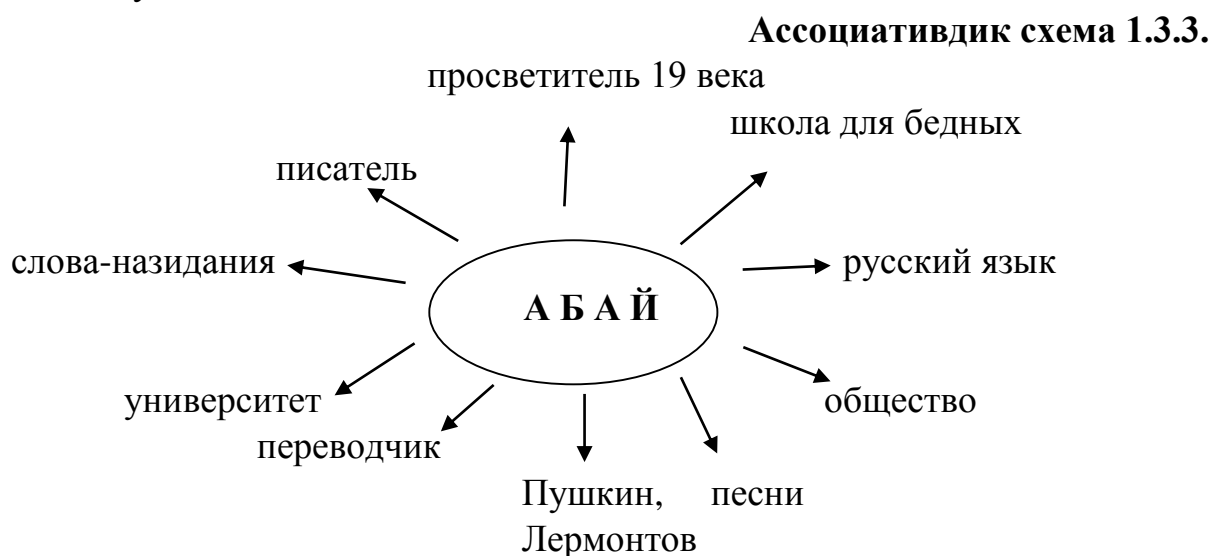 Ассоциативдик схема 1.3.3.
просветитель 19 века
школа для бедных
писатель
слова-назидания
русский язык
А Б А Й
университет
общество
переводчик
Пушкин, песни
Лермонтов